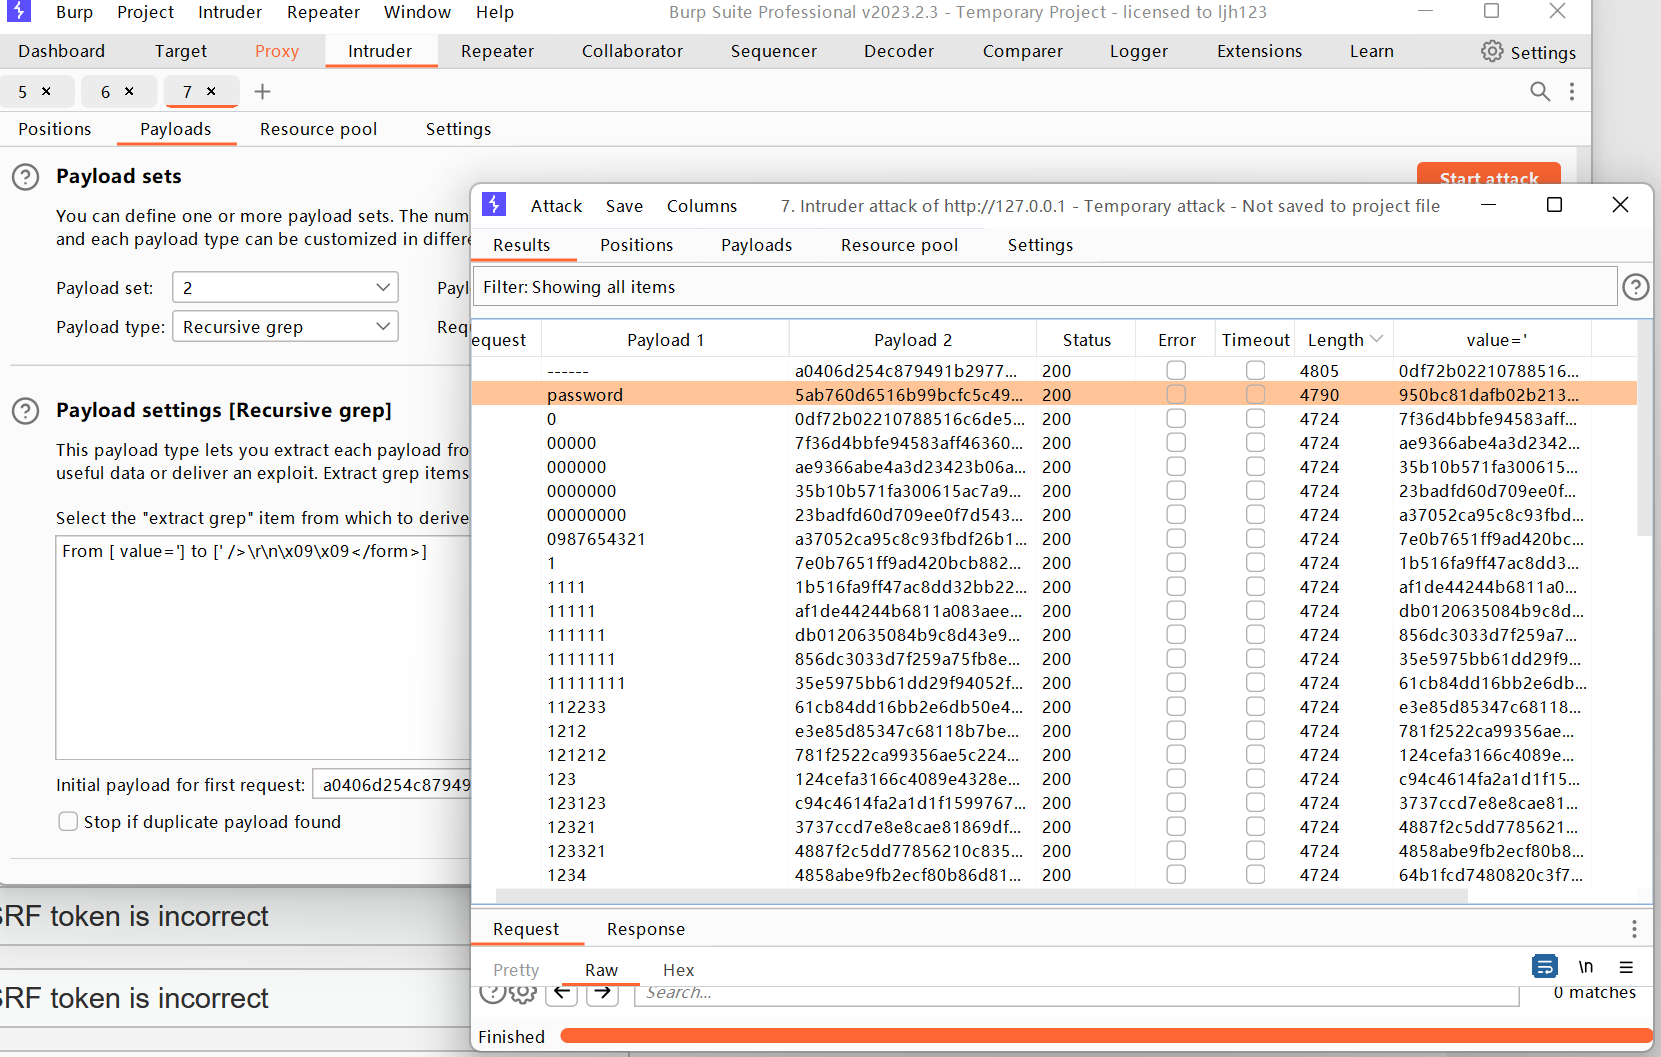 Burp Project Intruder Repeater Window Help Burp Suite Professional v2023.2.3 - Temporary Project - licensed to ljh123
Dashboard Target Proxy Intruder Repeater Collaborator Sequencer Decoder Comparer Logger Extensions Learn Settings
5 × 6 × 7 × +
Positions Payloads Resource pool Settings
? Payload sets
Start attack
You can define one or more payload sets. The num
and each payload type can be customized in differe
Payload set: 2 Payl
Payload type: Recursive grep Requ
? Payload settings [Recursive grep]
This payload type lets you extract each payload fro
useful data or deliver an exploit. Extract grep items
Select the "extract grep" item from which to derive
From [ value='] to [' />\r\n\x09\x09</form>]
Initial payload for first request: a0406d254c87949
Stop if duplicate payload found
SRF token is incorrect
SRF token is incorrect
Attack Save Columns 7. Intruder attack of http://127.0.0.1 - Temporary attack - Not saved to project file
Results Positions Payloads Resource pool Settings
Filter: Showing all items ?
equest Payload 1 Payload 2 Status Error Timeout Length value='
------ a0406d254c879491b2977... 200 4805 0df72b02210788516...
password 5ab760d6516b99bcfc5c49... 200 4790 950bc81dafb02b213...
0 0df72b02210788516c6de5... 200 4724 7f36d4bbfe94583aff...
00000 7f36d4bbfe94583aff46360... 200 4724 ae9366abe4a3d2342...
000000 ae9366abe4a3d23423b06a... 200 4724 35b10b571fa300615...
0000000 35b10b571fa300615ac7a9... 200 4724 23badfd60d709ee0f...
00000000 23badfd60d709ee0f7d543... 200 4724 a37052ca95c8c93fbd...
0987654321 a37052ca95c8c93fbdf26b1... 200 4724 7e0b7651ff9ad420bc...
1 7e0b7651ff9ad420bcb882... 200 4724 1b516fa9ff47ac8dd3...
1111 1b516fa9ff47ac8dd32bb22... 200 4724 af1de44244b6811a0...
11111 af1de44244b6811a083aee... 200 4724 db0120635084b9c8d...
111111 db0120635084b9c8d43e9... 200 4724 856dc3033d7f259a7...
1111111 856dc3033d7f259a75fb8e... 200 4724 35e5975bb61dd29f9...
11111111 35e5975bb61dd29f94052f... 200 4724 61cb84dd16bb2e6db...
112233 61cb84dd16bb2e6db50e4... 200 4724 e3e85d85347c68118...
1212 e3e85d85347c68118b7be... 200 4724 781f2522ca99356ae...
121212 781f2522ca99356ae5c224... 200 4724 124cefa3166c4089e...
123 124cefa3166c4089e4328e... 200 4724 c94c4614fa2a1d1f15...
123123 c94c4614fa2a1d1f1599767... 200 4724 3737ccd7e8e8cae81...
12321 3737ccd7e8e8cae81869df... 200 4724 4887f2c5dd7785621...
123321 4887f2c5dd77856210c835... 200 4724 4858abe9fb2ecf80b8...
1234 4858abe9fb2ecf80b86d81... 200 4724 64b1fcd7480820c3f7...
Request Response
Pretty Raw Hex \n
? Search... 0 matches
Finished